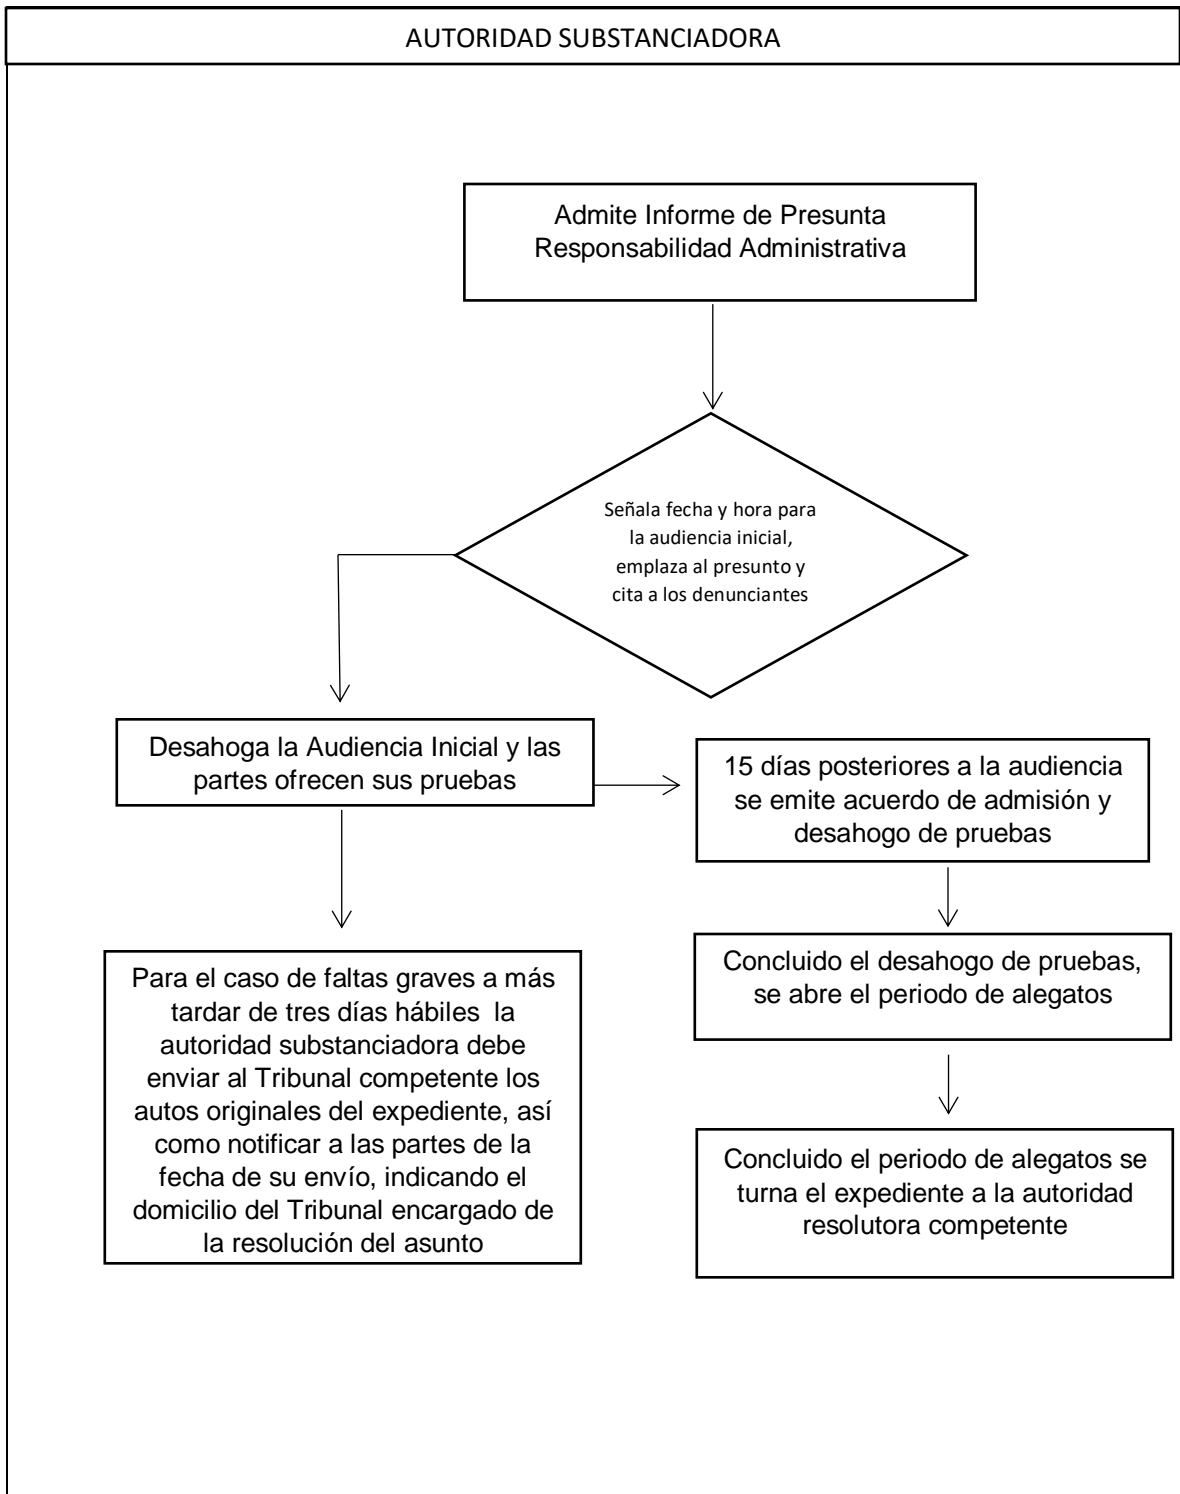 AUTORIDAD SUBSTANCIADORA
Admite Informe de Presunta
Responsabilidad Administrativa
Señala fecha y hora para
la audiencia inicial,
emplaza al presunto y
cita a los denunciantes
Desahoga la Audiencia Inicial y las
partes ofrecen sus pruebas
15 días posteriores a la audiencia
se emite acuerdo de admisión y
desahogo de pruebas
Para el caso de faltas graves a más
tardar de tres días hábiles  la
autoridad substanciadora debe
enviar al Tribunal competente los
autos originales del expediente, así
como notificar a las partes de la
fecha de su envío, indicando el
domicilio del Tribunal encargado de
la resolución del asunto
Concluido el desahogo de pruebas,
se abre el periodo de alegatos
Concluido el periodo de alegatos se
turna el expediente a la autoridad
resolutora competente